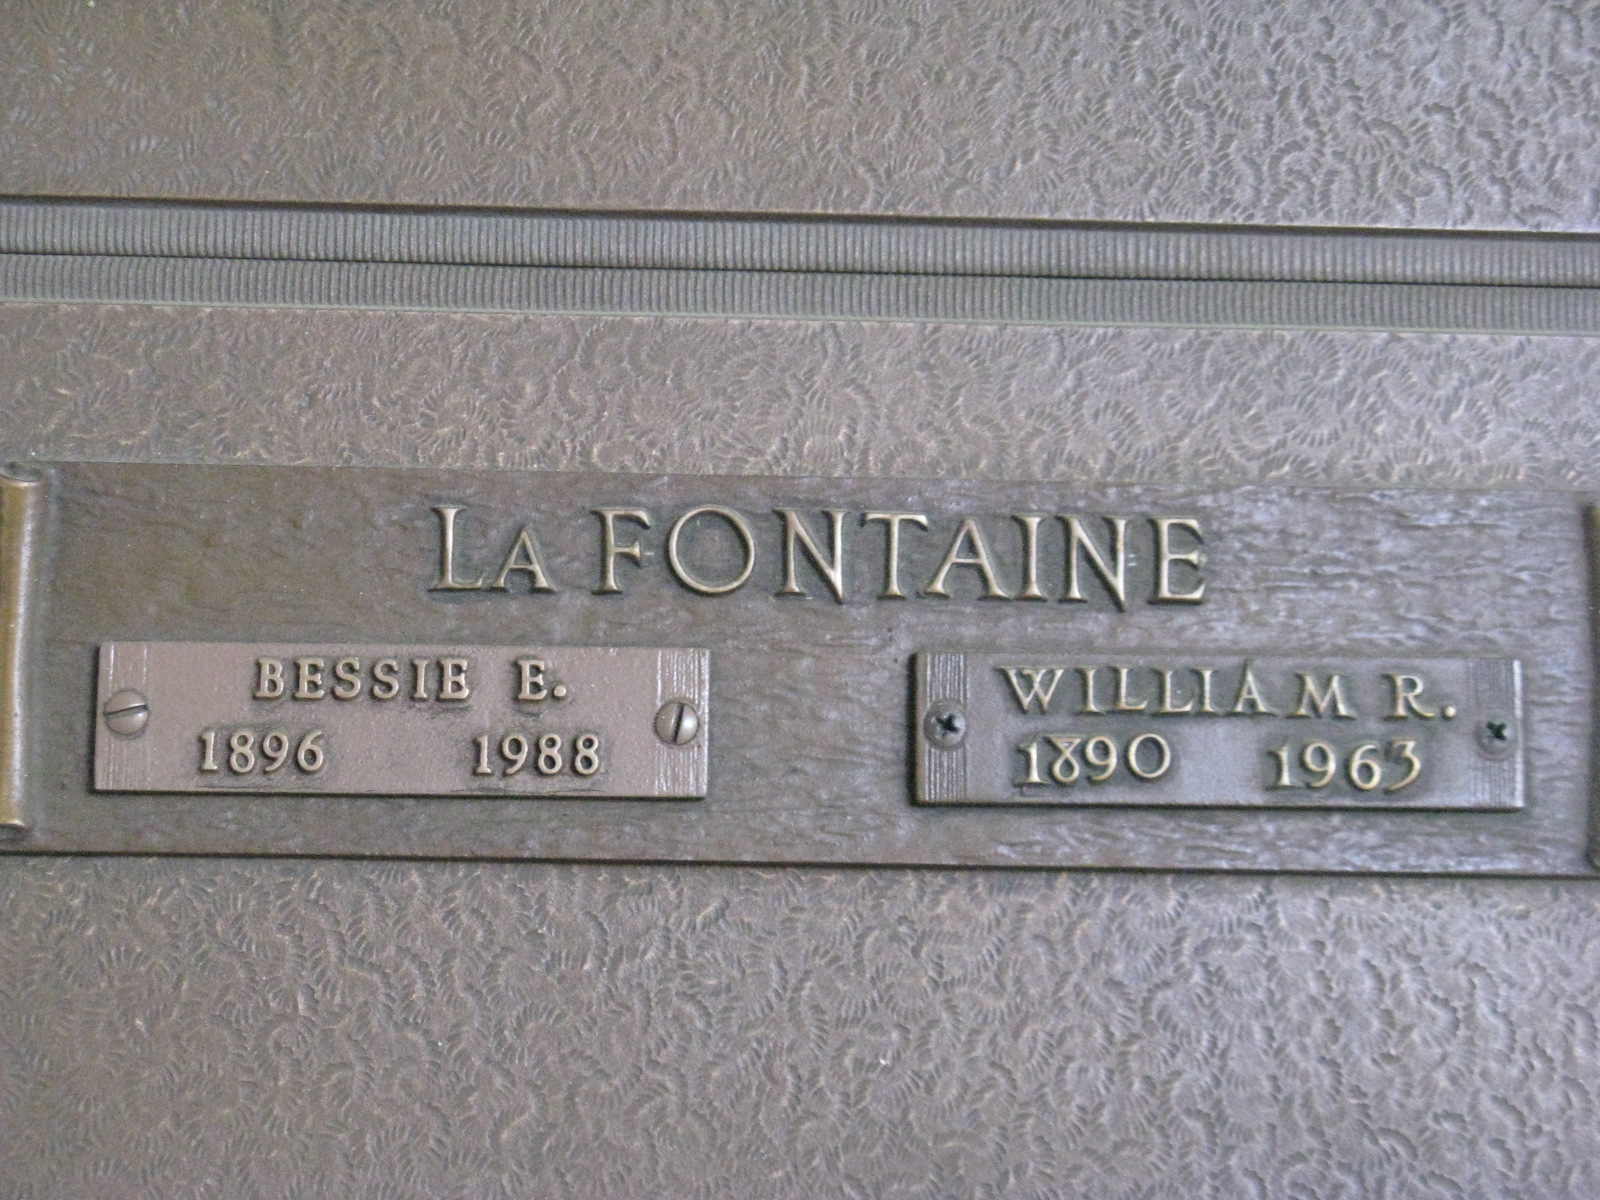 LA FONTAINE
BESSIE E.
1896 1988
WILLIAM R.
1890 1963